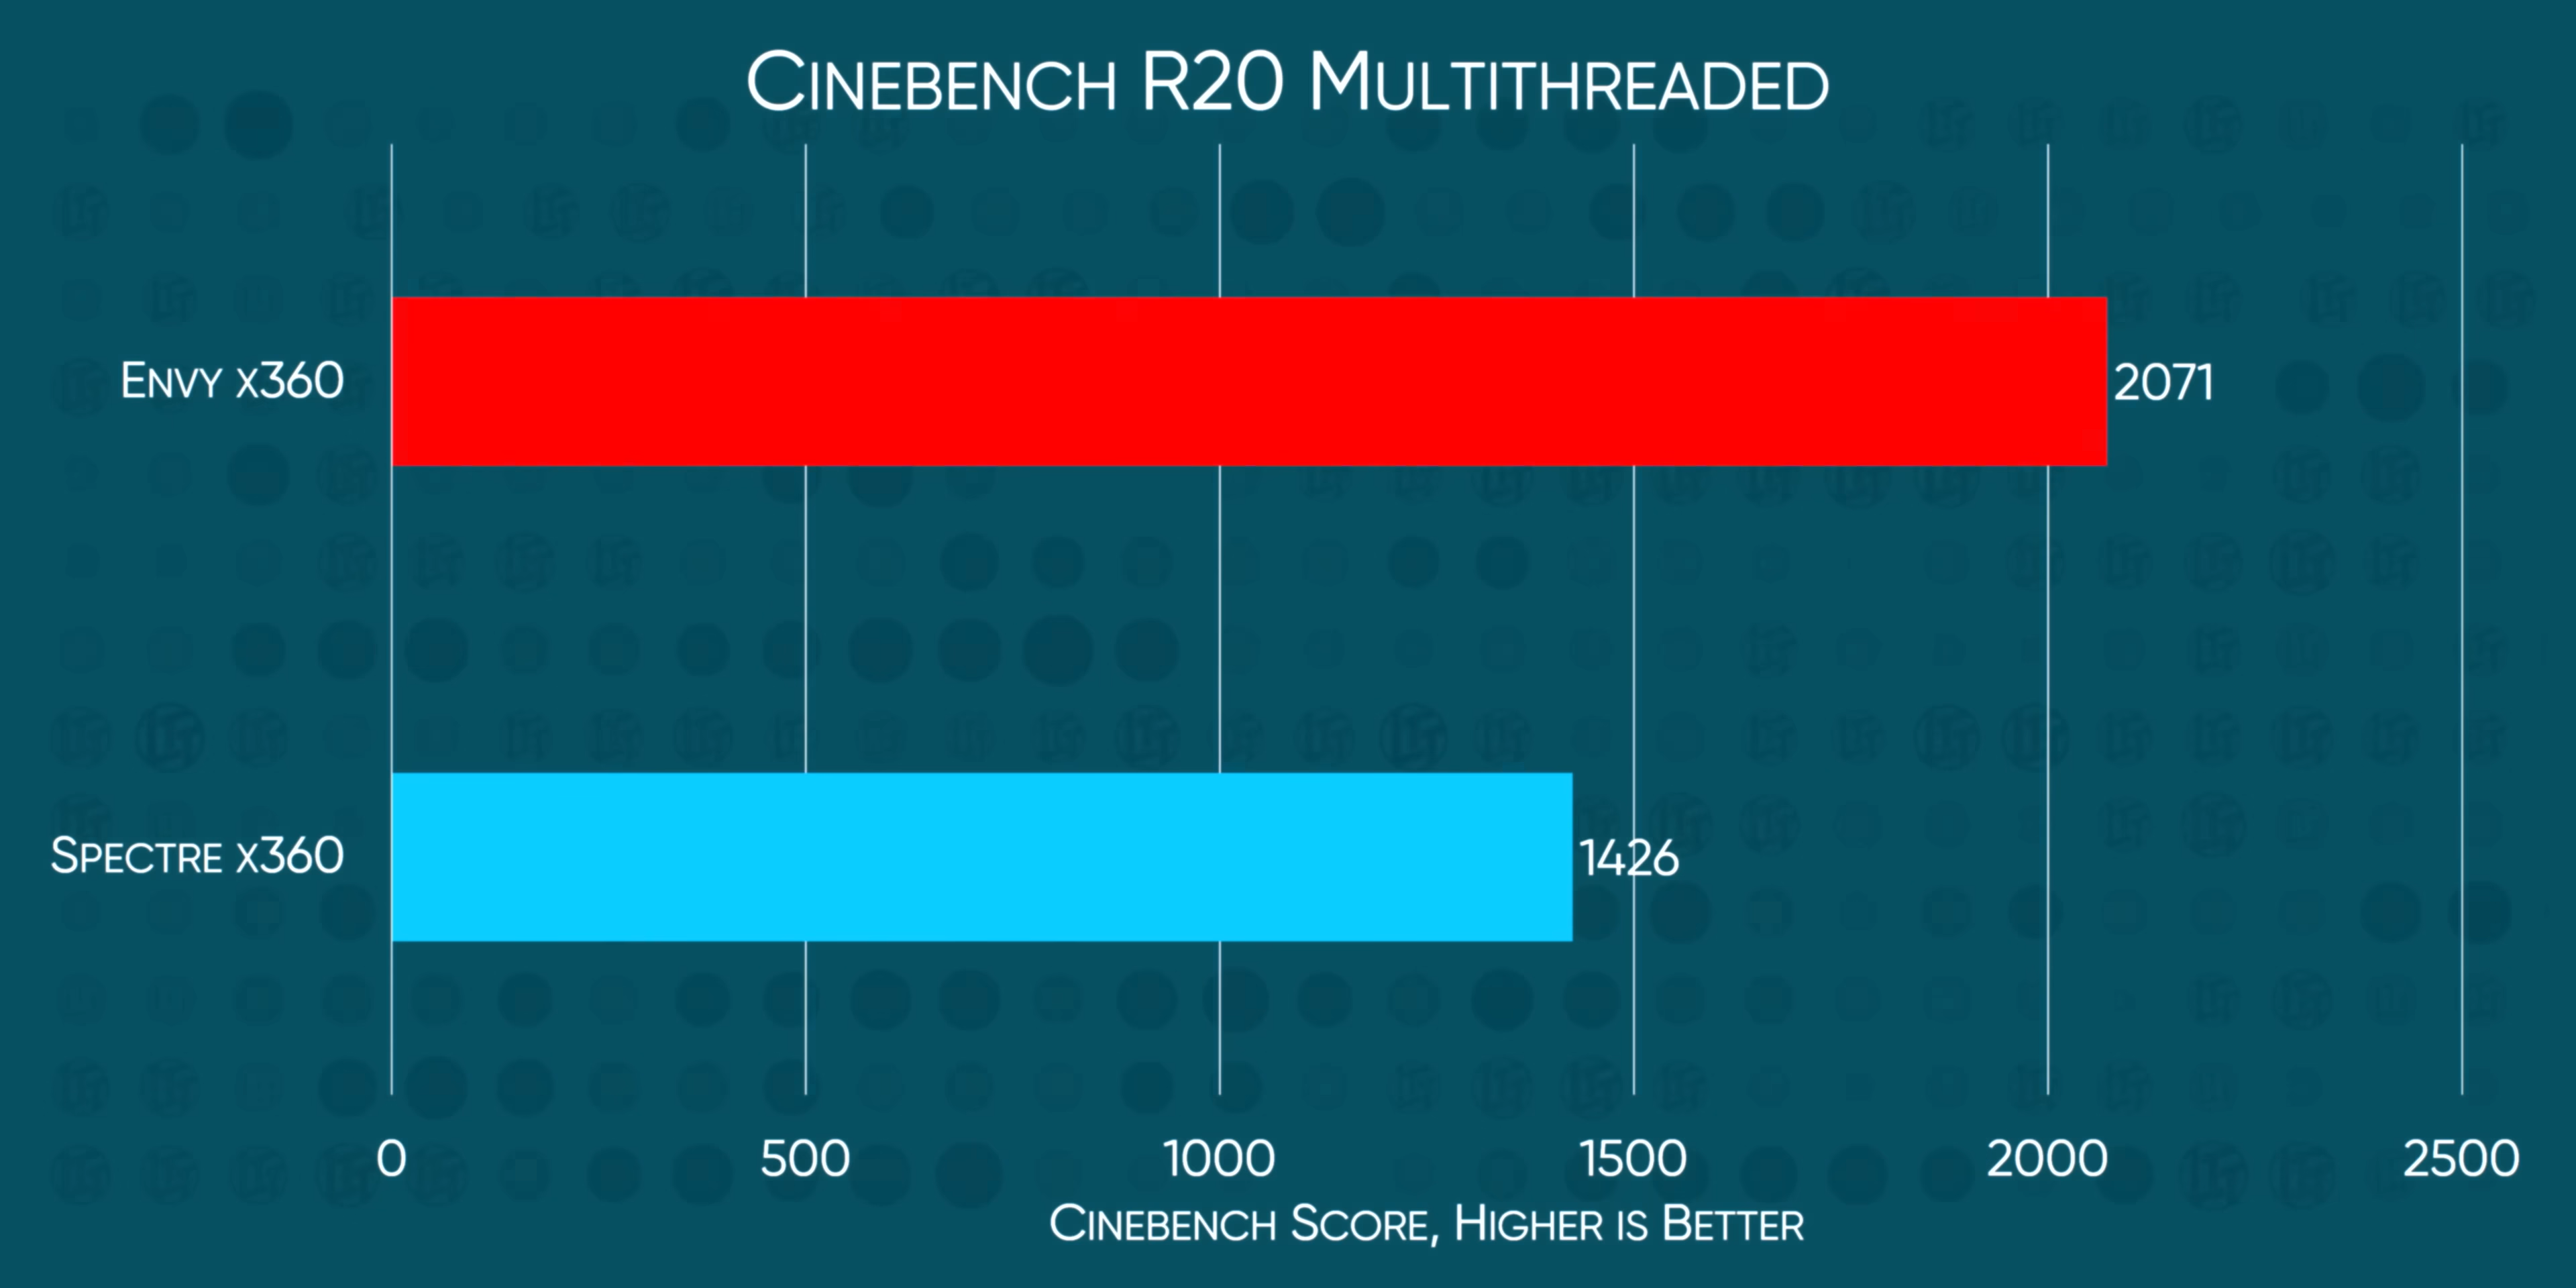 Cinebench R20 Multithreaded
Envy x360
2071
Spectre x360
1426
0 500 1000 1500 2000 2500
Cinebench Score, Higher is Better